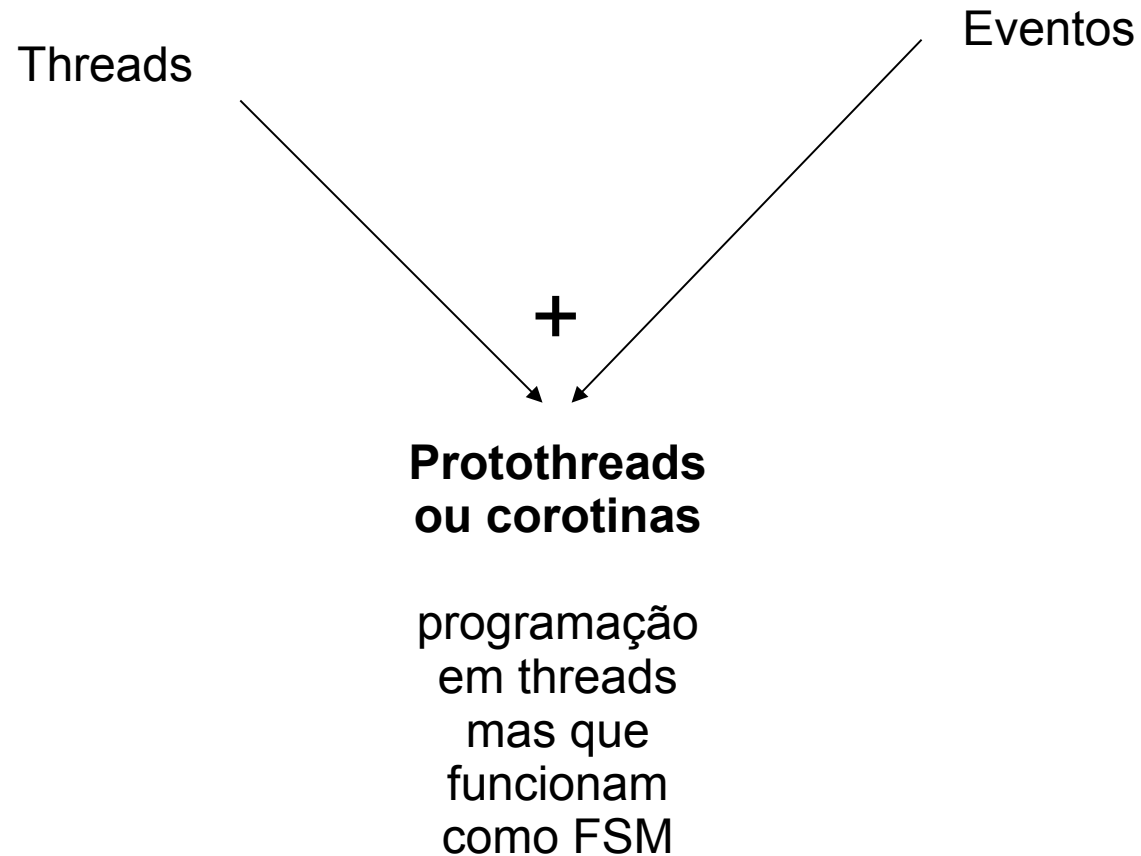 Threads
Eventos
+
Protothreads
ou corotinas
programação
em threads
mas que
funcionam
como FSM